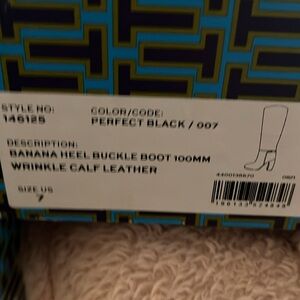 STYLE NO:
146125
COLOR/CODE:
PERFECT BLACK / 007
DESCRIPTION:
BANANA HEEL BUCKLE BOOT 100MM
WRINKLE CALF LEATHER
SIZE US
7